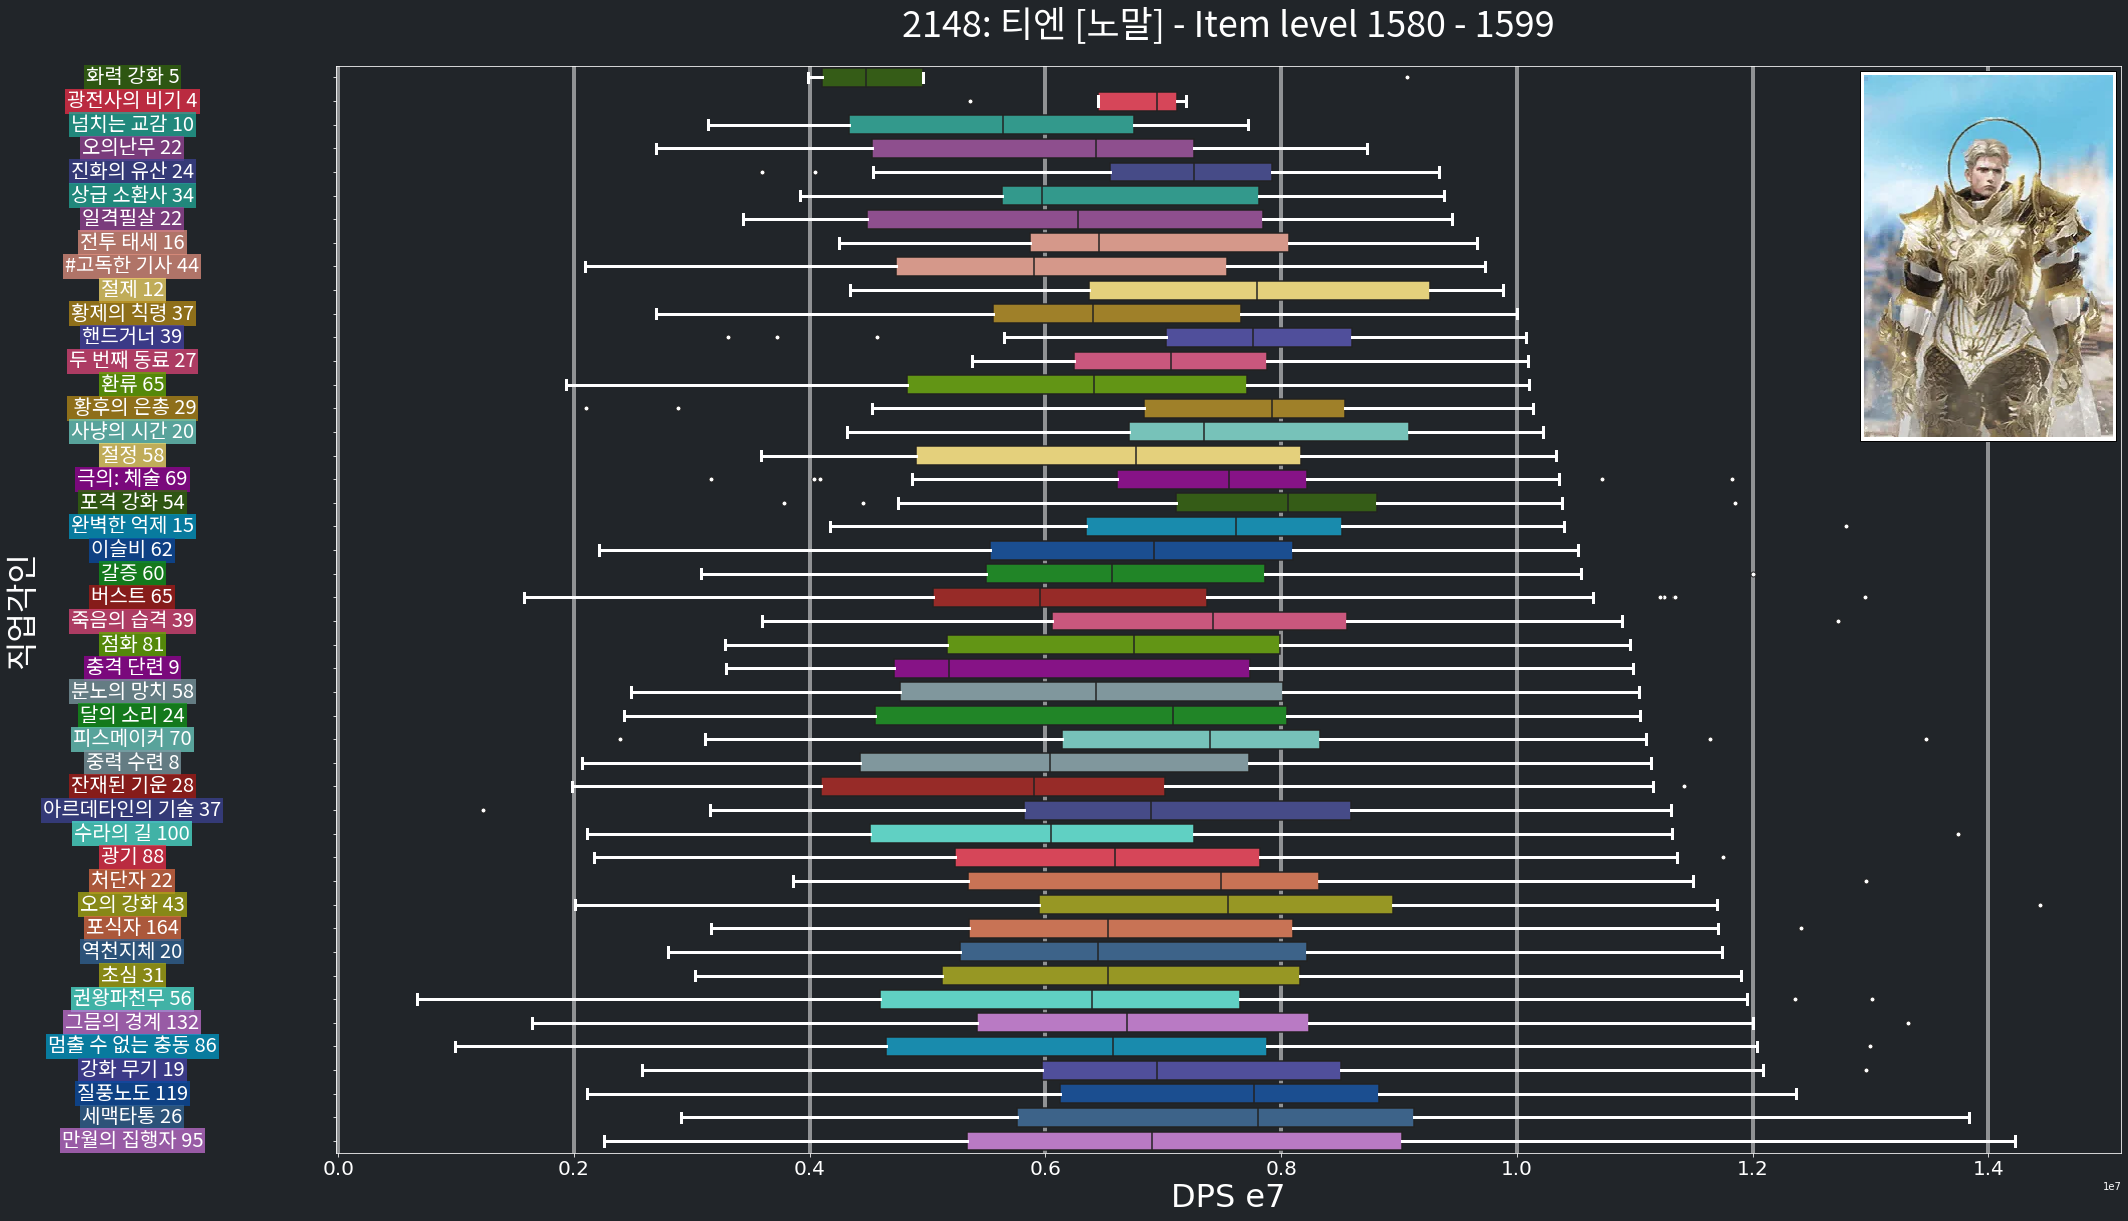 2148: 티엔 [노말] - Item level 1580 - 1599
직업각인
화력 강화 5
광전사의 비기 4
넘치는 교감 10
오의난무 22
진화의 유산 24
상급 소환사 34
일격필살 22
전투 태세 16
#고독한 기사 44
절제 12
황제의 칙령 37
핸드거너 39
두 번째 동료 27
환류 65
황후의 은총 29
사냥의 시간 20
절정 58
극의: 체술 69
포격 강화 54
완벽한 억제 15
이슬비 62
갈증 60
버스트 65
죽음의 습격 39
점화 81
충격 단련 9
분노의 망치 58
달의 소리 24
피스메이커 70
중력 수련 8
잔재된 기운 28
아르데타인의 기술 37
수라의 길 100
광기 88
처단자 22
오의 강화 43
포식자 164
역천지체 20
초심 31
권왕파천무 56
그믐의 경계 132
멈출 수 없는 충동 86
강화 무기 19
질풍노도 119
세맥타통 26
만월의 집행자 95
0.0 0.2 0.4 0.6 0.8 1.0 1.2 1.4
DPS e7
1e7